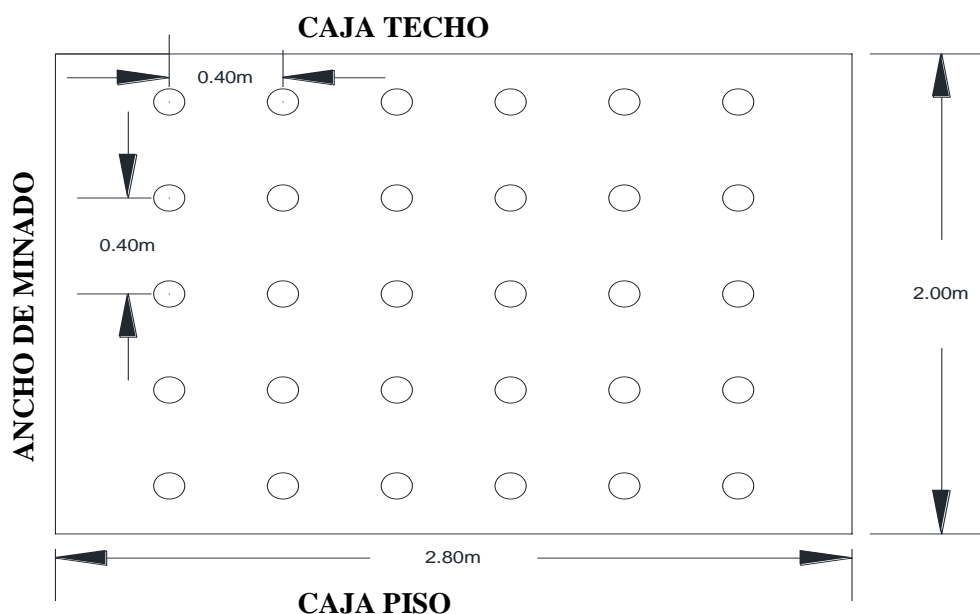 CAJA TECHO
0.40m
ANCHO DE MINADO
0.40m
2.00m
2.80m
CAJA PISO